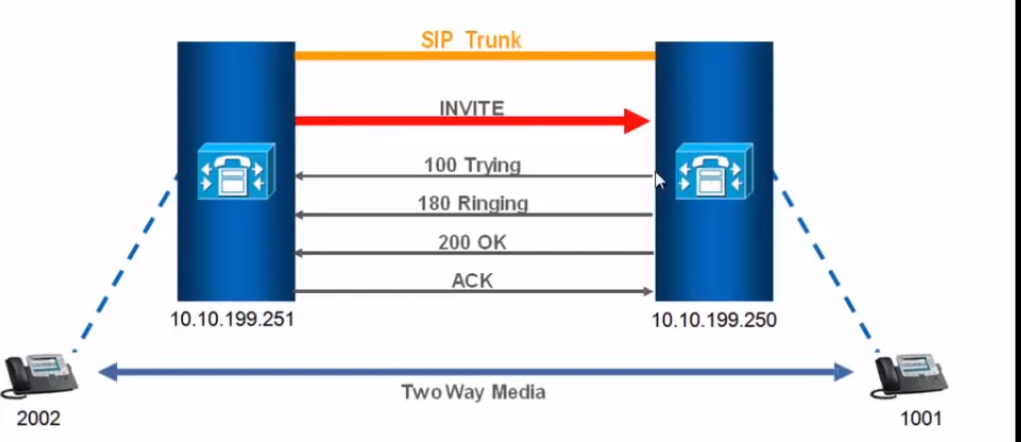 SIP Trunk
INVITE
100 Trying
180 Ringing
200 OK
ACK
10.10.199.251
10.10.199.250
Two Way Media
2002
1001